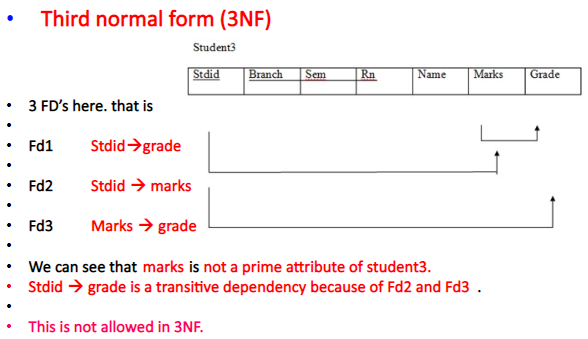 • Third normal form (3NF)
Student3
Stdid Branch Sem Rn Name Marks Grade
• 3 FD's here. that is
•
• Fd1 Stdid→grade
•
• Fd2 Stdid → marks
•
• Fd3 Marks → grade
•
• We can see that marks is not a prime attribute of student3.
• Stdid → grade is a transitive dependency because of Fd2 and Fd3 .
•
• This is not allowed in 3NF.